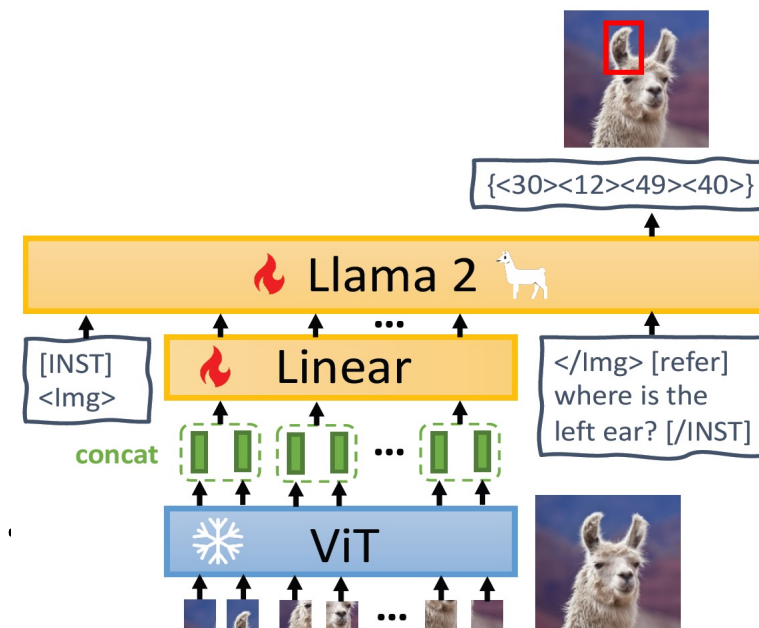 {<30><12><49><40>}
Llama 2
...
[INST]
<Img>
Linear
</Img> [refer]
where is the
left ear? [/INST]
concat
...
ViT
...